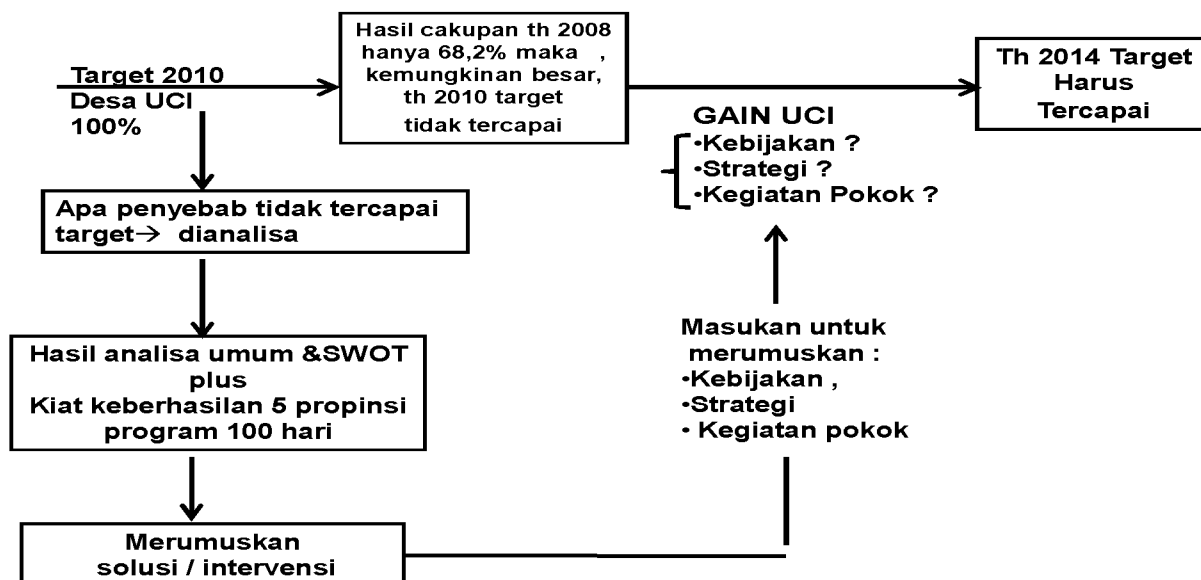 Target 2010
Desa UCI
100%
Hasil cakupan th 2008
hanya 68,2% maka ,
kemungkinan besar,
th 2010 target
tidak tercapai
Th 2014 Target
Harus
Tercapai
GAIN UCI
•Kebijakan ?
•Strategi ?
•Kegiatan Pokok ?
Apa penyebab tidak tercapai
target→ dianalisa
Hasil analisa umum &SWOT
plus
Kiat keberhasilan 5 propinsi
program 100 hari
Masukan untuk
merumuskan :
•Kebijakan ,
•Strategi
• Kegiatan pokok
Merumuskan
solusi / intervensi